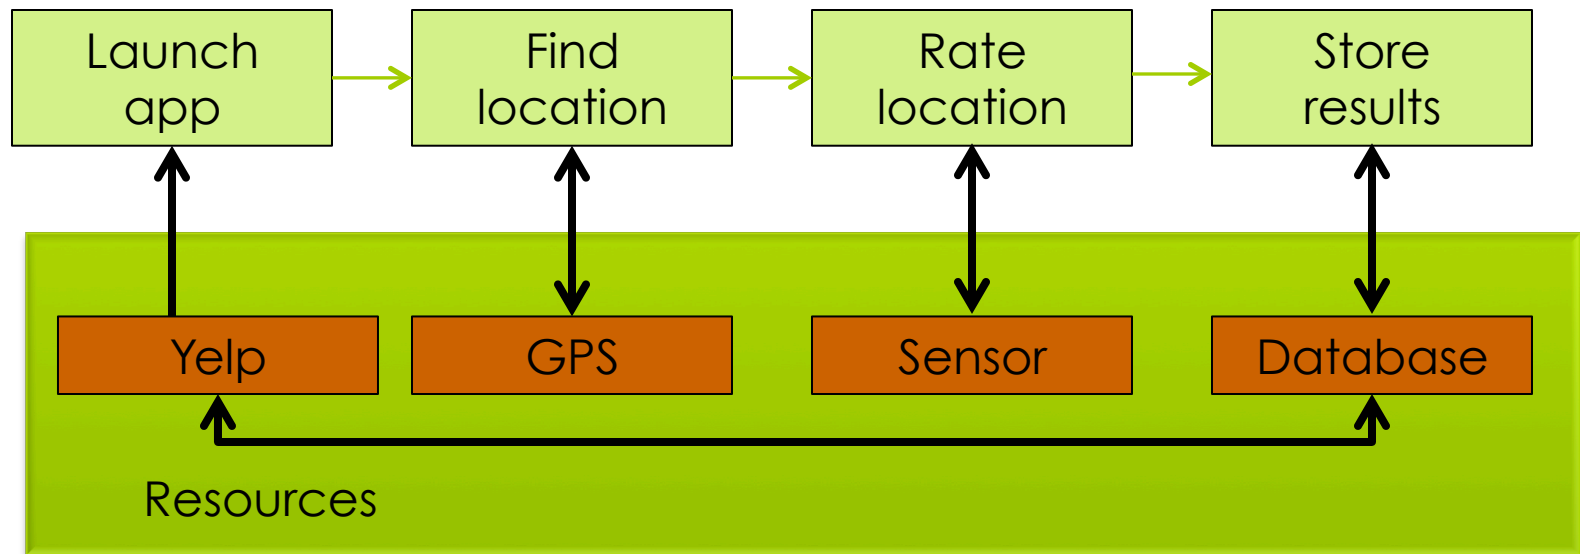 Launch
app
Find
location
Rate
location
Store
results
Yelp
GPS
Sensor
Database
Resources